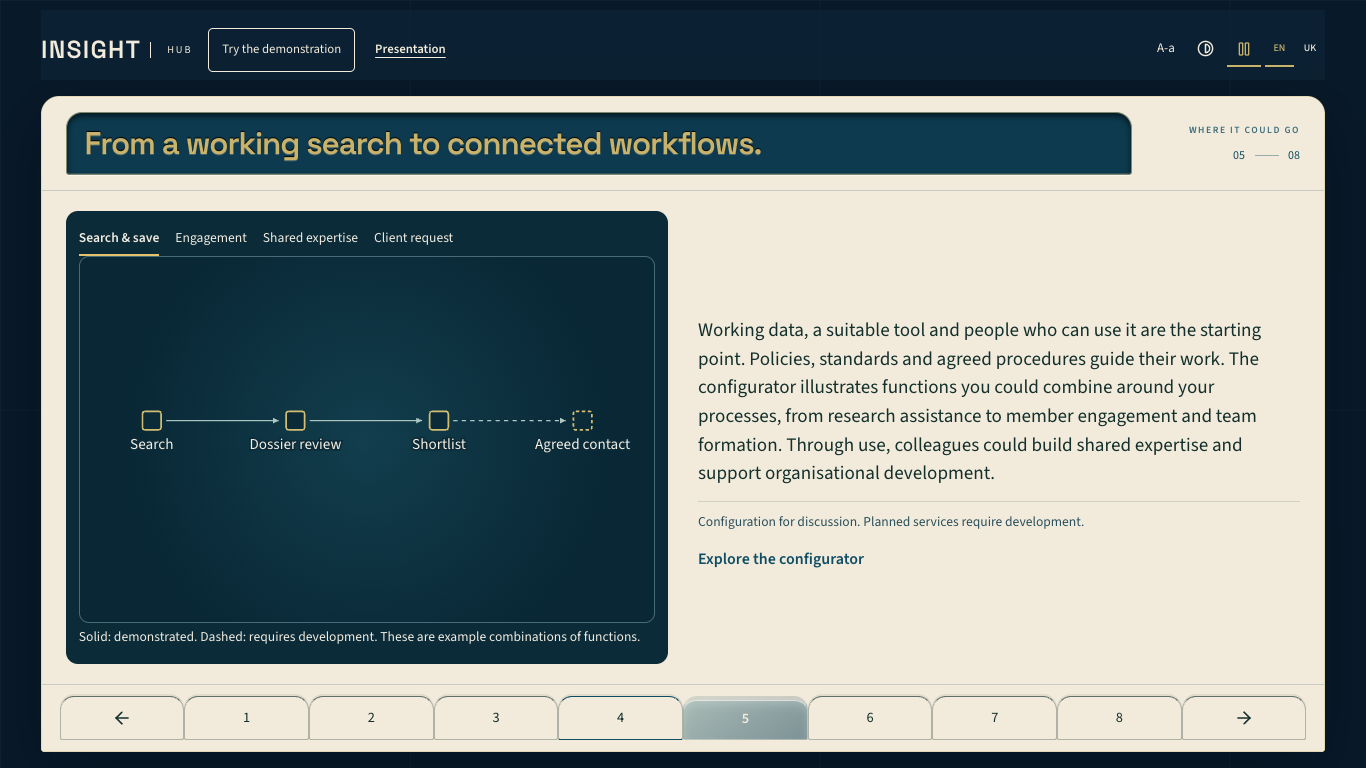 INSIGHT HUB Try the demonstration Presentation A-a EN UK
From a working search to connected workflows.
WHERE IT COULD GO
05 08
Search & save Engagement Shared expertise Client request
Search Dossier review Shortlist Agreed contact
Solid: demonstrated. Dashed: requires development. These are example combinations of functions.
Working data, a suitable tool and people who can use it are the starting
point. Policies, standards and agreed procedures guide their work. The
configurator illustrates functions you could combine around your
processes, from research assistance to member engagement and team
formation. Through use, colleagues could build shared expertise and
support organisational development.
Configuration for discussion. Planned services require development.
Explore the configurator
1 2 3 4 5 6 7 8